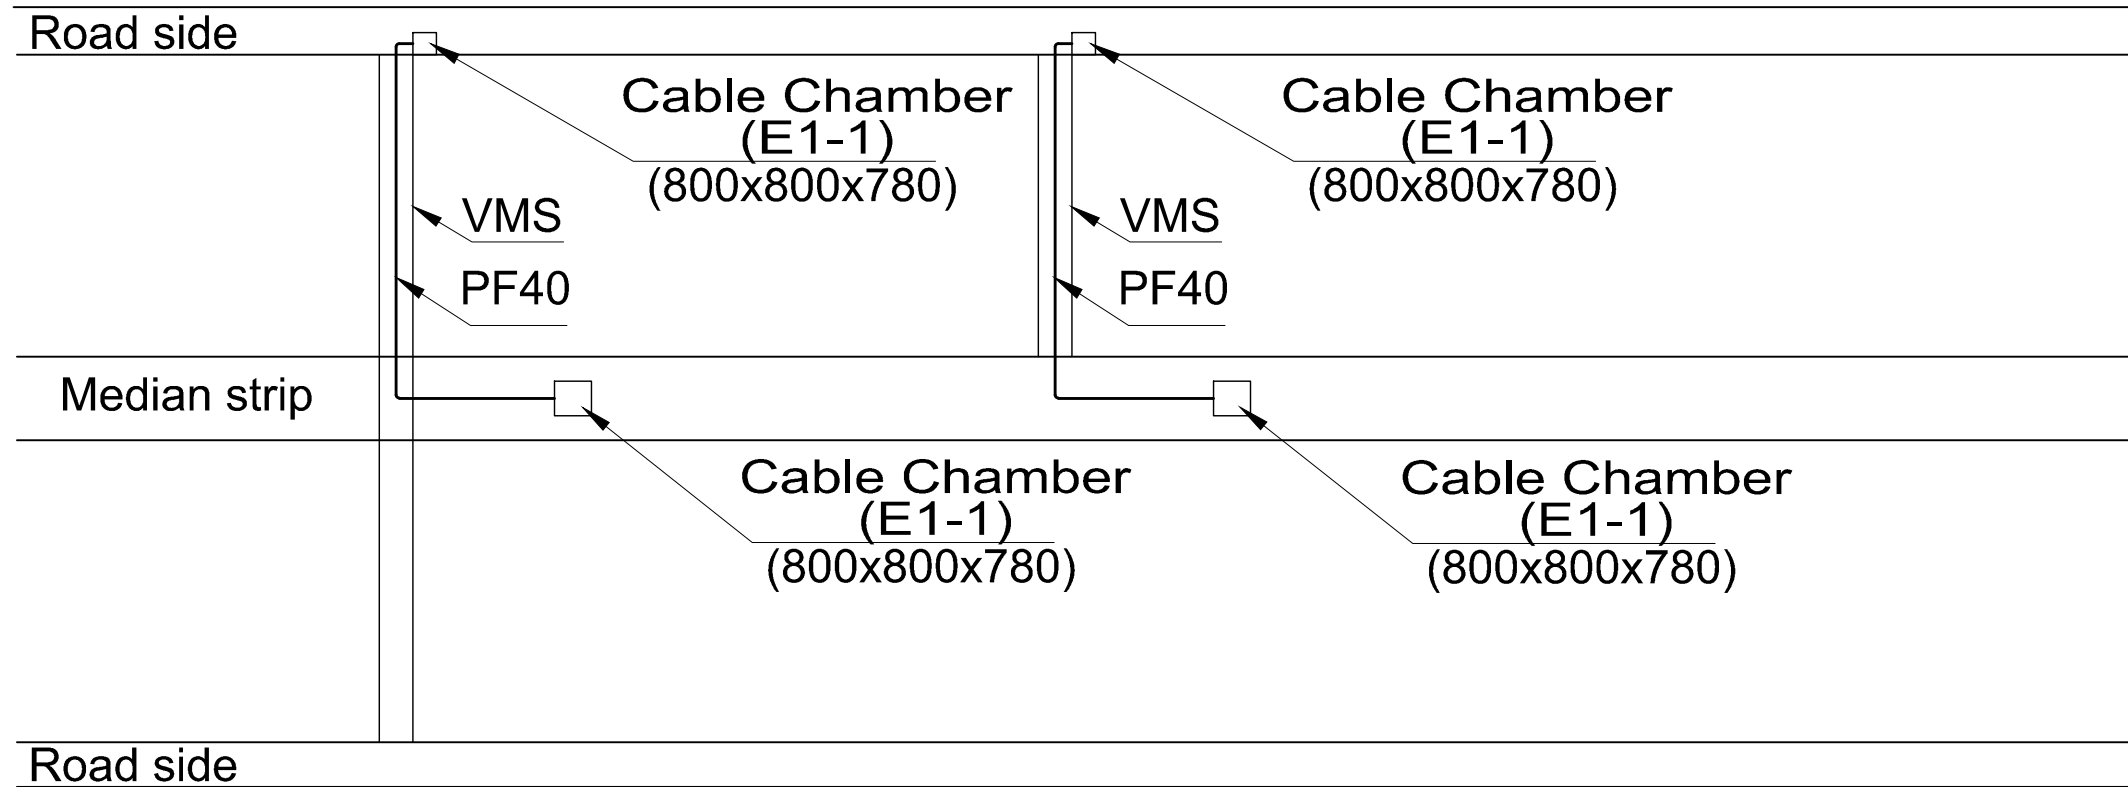 Road side
Cable Chamber
(E1-1)
(800x800x780)
Cable Chamber
(E1-1)
(800x800x780)
VMS
VMS
PF40
PF40
Median strip
Cable Chamber
(E1-1)
(800x800x780)
Cable Chamber
(E1-1)
(800x800x780)
Road side